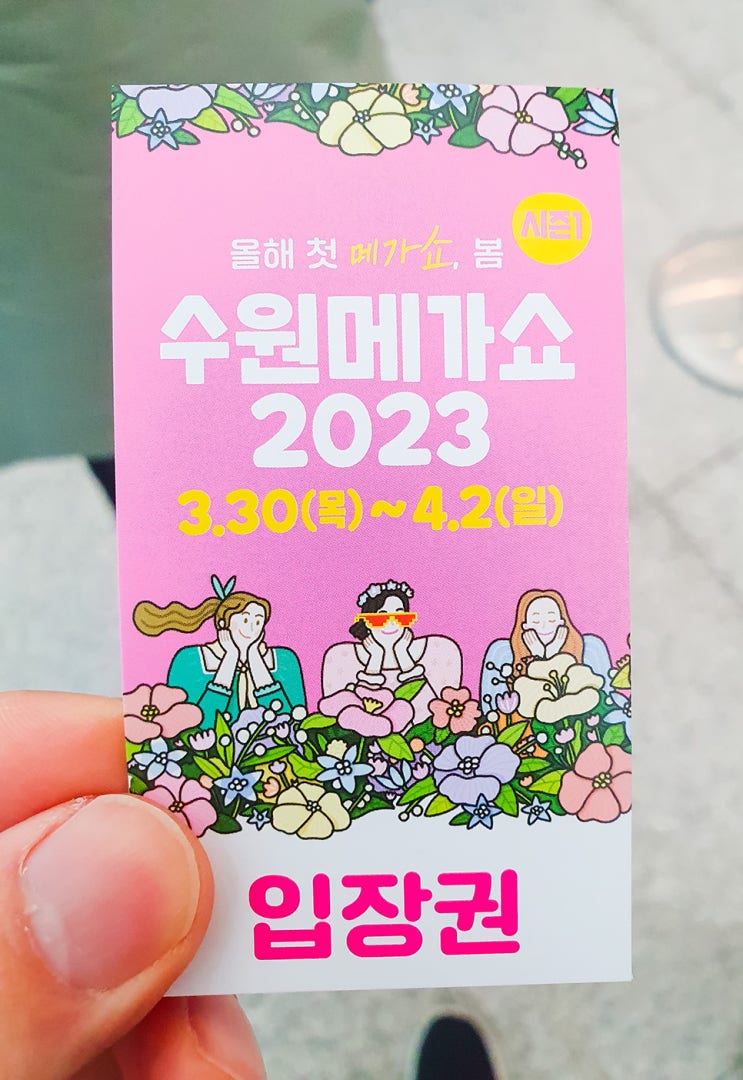 올해 첫 메가쇼, 봄
시즌1
수원메가쇼
2023
3.30(목)~4.2(일)
입장권